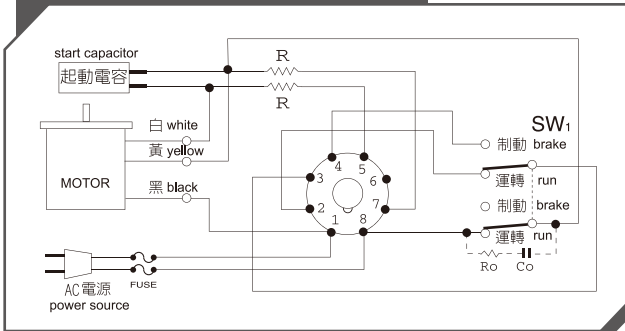 start capacitor
起動電容
R
R
白 white
黃 yellow
MOTOR
黑 black
SW1
制動 brake
運轉 run
制動 brake
運轉 run
4 5
3 6
2 7
1 8
Ro Co
FUSE
AC電源
power source